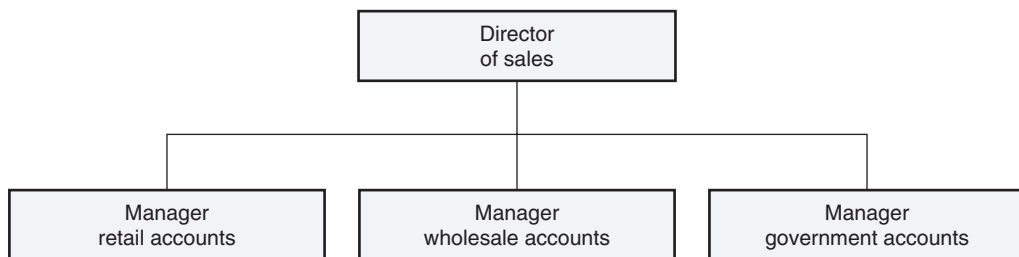 Director
of sales
Manager
retail accounts
Manager
wholesale accounts
Manager
government accounts